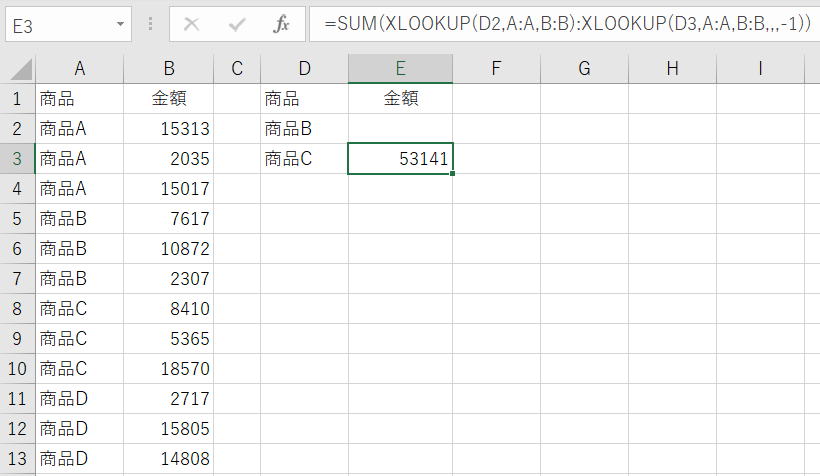 E3 fx =SUM(XLOOKUP(D2,A:A,B:B):XLOOKUP(D3,A:A,B:B,,,-1))
A B C D E F G H I
1 商品 金額 商品 金額
2 商品A 15313 商品B
3 商品A 2035 商品C 53141
4 商品A 15017
5 商品B 7617
6 商品B 10872
7 商品B 2307
8 商品C 8410
9 商品C 5365
10 商品C 18570
11 商品D 2717
12 商品D 15805
13 商品D 14808